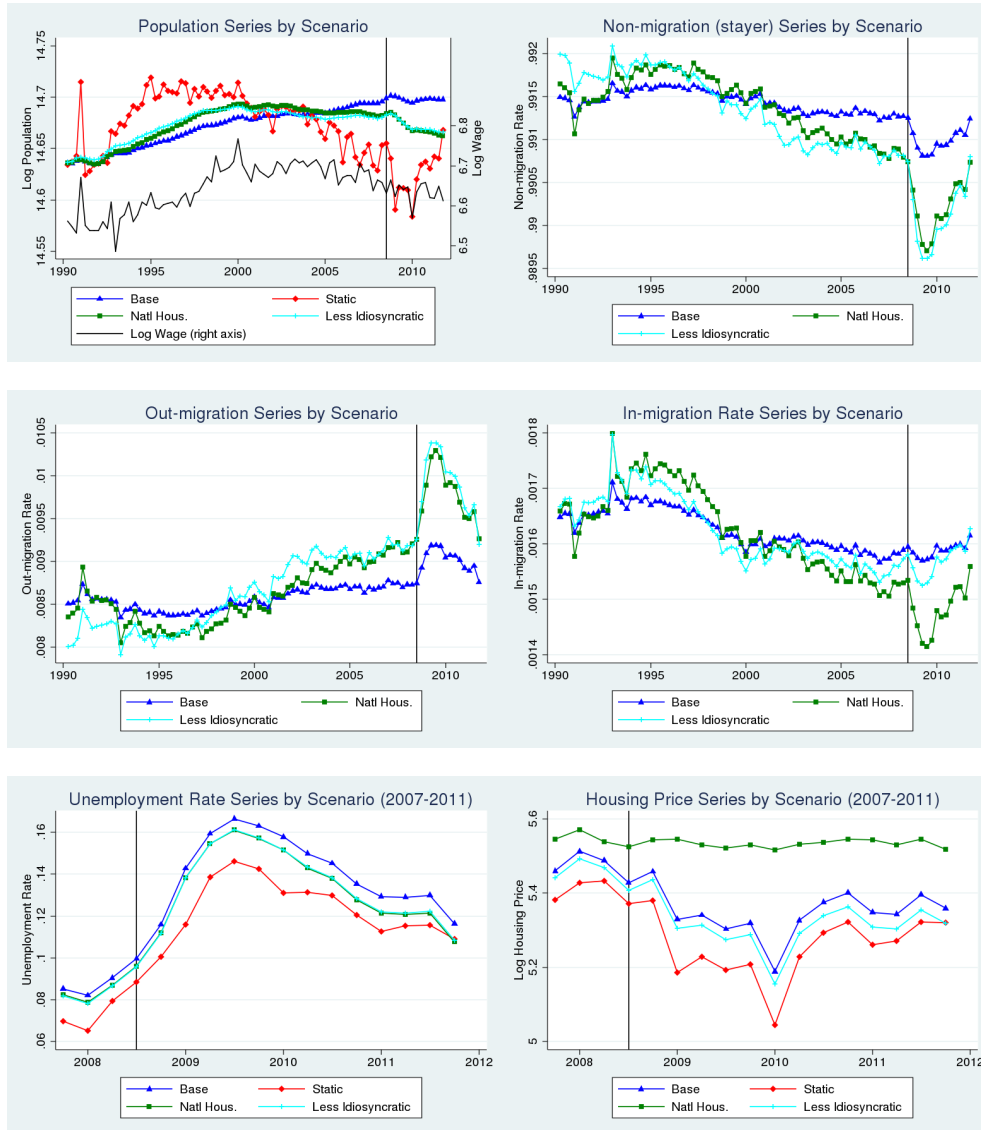 Population Series by Scenario
Log Population
14.75
14.7
14.65
14.6
14.55
6.8
6.7
6.6
6.5
Log Wage
1990 1995 2000 2005 2010
Base Static
Natl Hous. Less Idiosyncratic
Log Wage (right axis)
Non-migration (stayer) Series by Scenario
Non-migration Rate
.992
.9915
.991
.9905
.99
.9895
1990 1995 2000 2005 2010
Base Natl Hous.
Less Idiosyncratic
Out-migration Series by Scenario
Out-migration Rate
.0105
.01
.0095
.009
.0085
.008
1990 1995 2000 2005 2010
Base Natl Hous.
Less Idiosyncratic
In-migration Rate Series by Scenario
In-migration Rate
.0018
.0017
.0016
.0015
.0014
1990 1995 2000 2005 2010
Base Natl Hous.
Less Idiosyncratic
Unemployment Rate Series by Scenario (2007-2011)
Unemployment Rate
.16
.14
.12
.1
.08
.06
2008 2009 2010 2011 2012
Base Static
Natl Hous. Less Idiosyncratic
Housing Price Series by Scenario (2007-2011)
Log Housing Price
5.6
5.4
5.2
5
2008 2009 2010 2011 2012
Base Static
Natl Hous. Less Idiosyncratic